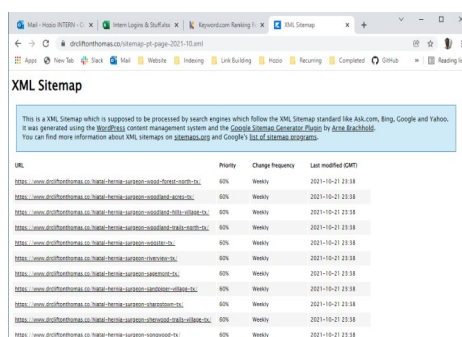 Mail - Hozio INTERN - O
Intern Logins & Stuff.xlsx
Keyword.com Ranking Re
XML Sitemap
drcliftonthomas.co/sitemap-pt-page-2021-10.xml
Apps New Tab Slack Mail Website Indexing Link Building Hozio Recurring Completed GitHub » Reading lis
XML Sitemap
This is a XML Sitemap which is supposed to be processed by search engines which follow the XML Sitemap standard like Ask.com, Bing, Google and Yahoo.
It was generated using the WordPress content management system and the Google Sitemap Generator Plugin by Arne Brachhold.
You can find more information about XML sitemaps on sitemaps.org and Google's list of sitemap programs.
URL Priority Change frequency Last modified (GMT)
https://www.drcliftonthomas.co/hiatal-hernia-surgeon-wood-forest-north-tx/ 60% Weekly 2021-10-21 23:38
https://www.drcliftonthomas.co/hiatal-hernia-surgeon-woodland-acres-tx/ 60% Weekly 2021-10-21 23:38
https://www.drcliftonthomas.co/hiatal-hernia-surgeon-woodland-hills-village-tx/ 60% Weekly 2021-10-21 23:38
https://www.drcliftonthomas.co/hiatal-hernia-surgeon-woodland-trails-north-tx/ 60% Weekly 2021-10-21 23:38
https://www.drcliftonthomas.co/hiatal-hernia-surgeon-wooster-tx/ 60% Weekly 2021-10-21 23:38
https://www.drcliftonthomas.co/hiatal-hernia-surgeon-riverview-tx/ 60% Weekly 2021-10-21 23:38
https://www.drcliftonthomas.co/hiatal-hernia-surgeon-sagemont-tx/ 60% Weekly 2021-10-21 23:38
https://www.drcliftonthomas.co/hiatal-hernia-surgeon-sandpiper-village-tx/ 60% Weekly 2021-10-21 23:38
https://www.drcliftonthomas.co/hiatal-hernia-surgeon-sharpstown-tx/ 60% Weekly 2021-10-21 23:38
https://www.drcliftonthomas.co/hiatal-hernia-surgeon-sherwood-trails-village-tx/ 60% Weekly 2021-10-21 23:38
https://www.drcliftonthomas.co/hiatal-hernia-surgeon-songwood-tx/ 60% Weekly 2021-10-21 23:38